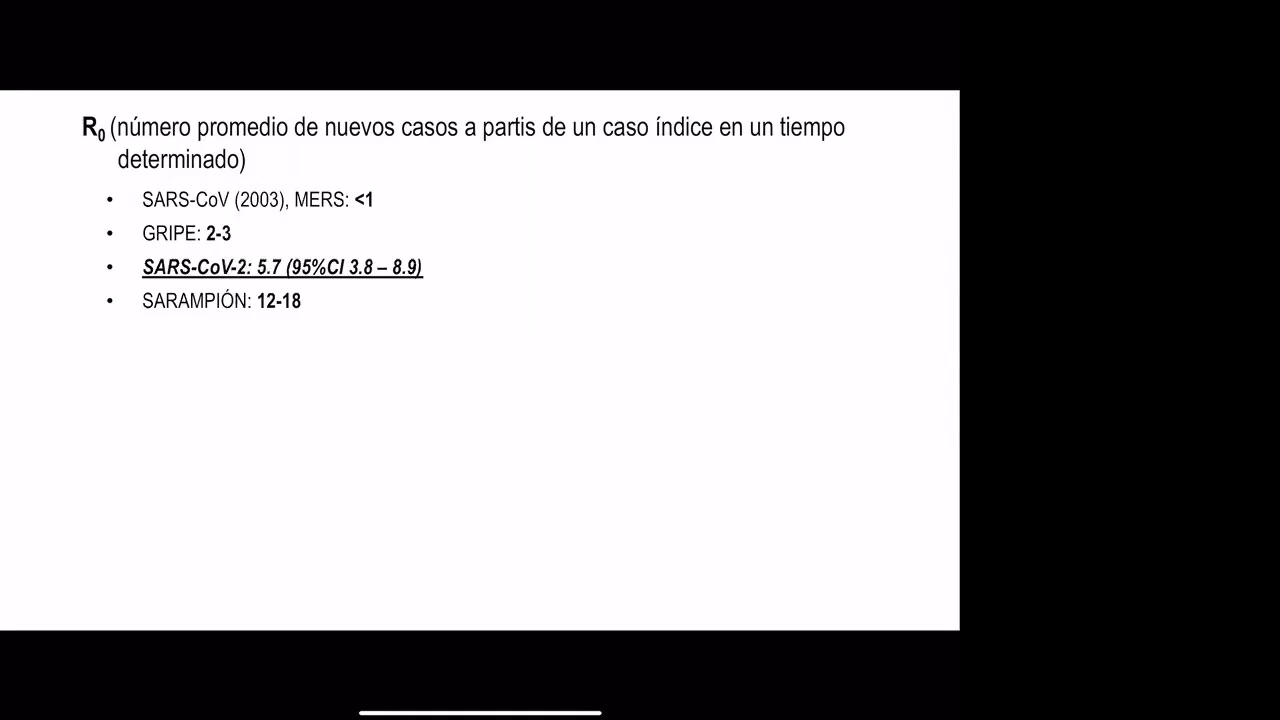 R0 (número promedio de nuevos casos a partis de un caso índice en un tiempo
determinado)
• SARS-CoV (2003), MERS: <1
• GRIPE: 2-3
• SARS-CoV-2: 5.7 (95%CI 3.8 – 8.9)
• SARAMPIÓN: 12-18